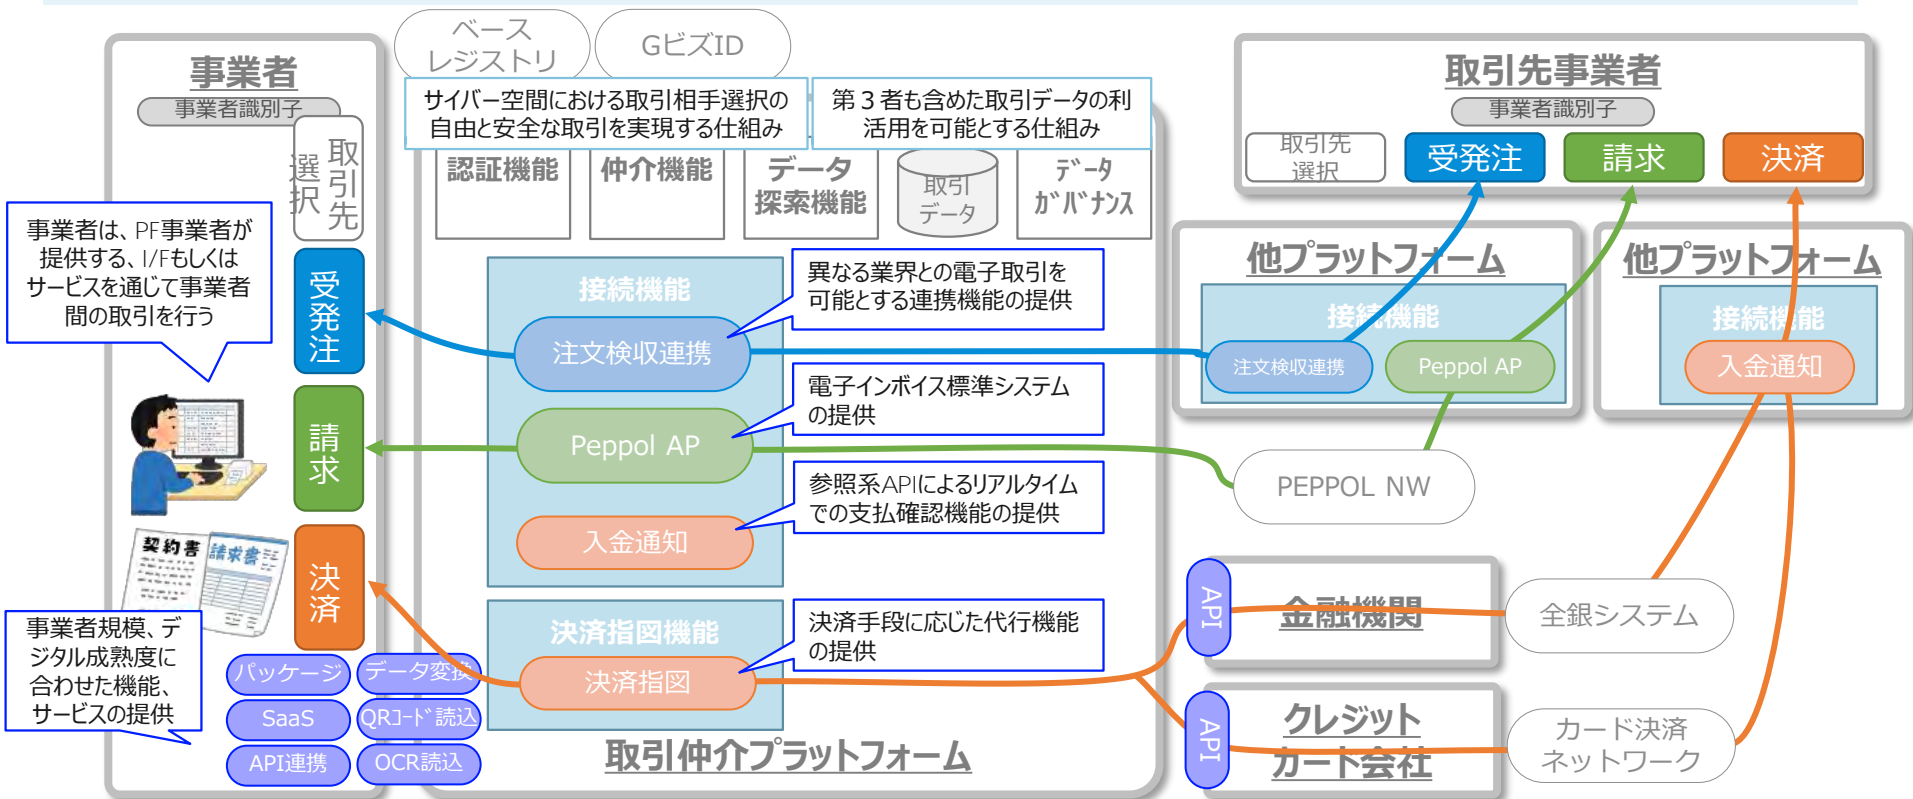 ベース
レジストリ
GビズID
事業者
事業者識別子
取引先
選択
サイバー空間における取引相手選択の
自由と安全な取引を実現する仕組み
第３者も含めた取引データの利
活用を可能とする仕組み
認証機能
仲介機能
データ
探索機能
取引
データ
データ
ガバナンス
取引先事業者
事業者識別子
取引先
選択
受発注
請求
決済
事業者は、PF事業者が
提供する、I/Fもしくは
サービスを通じて事業者
間の取引を行う
受発注
請求
決済
接続機能
注文検収連携
Peppol AP
入金通知
異なる業界との電子取引を
可能とする連携機能の提供
電子インボイス標準システム
の提供
参照系APIによるリアルタイム
での支払確認機能の提供
他プラットフォーム
接続機能
注文検収連携
Peppol AP
他プラットフォーム
接続機能
入金通知
PEPPOL NW
契約書
請求書
事業者規模、デ
ジタル成熟度に
合わせた機能、
サービスの提供
パッケージ
データ変換
SaaS
QRコード読込
API連携
OCR読込
決済指図機能
決済指図
決済手段に応じた代行機能
の提供
取引仲介プラットフォーム
API
金融機関
全銀システム
API
クレジット
カード会社
カード決済
ネットワーク